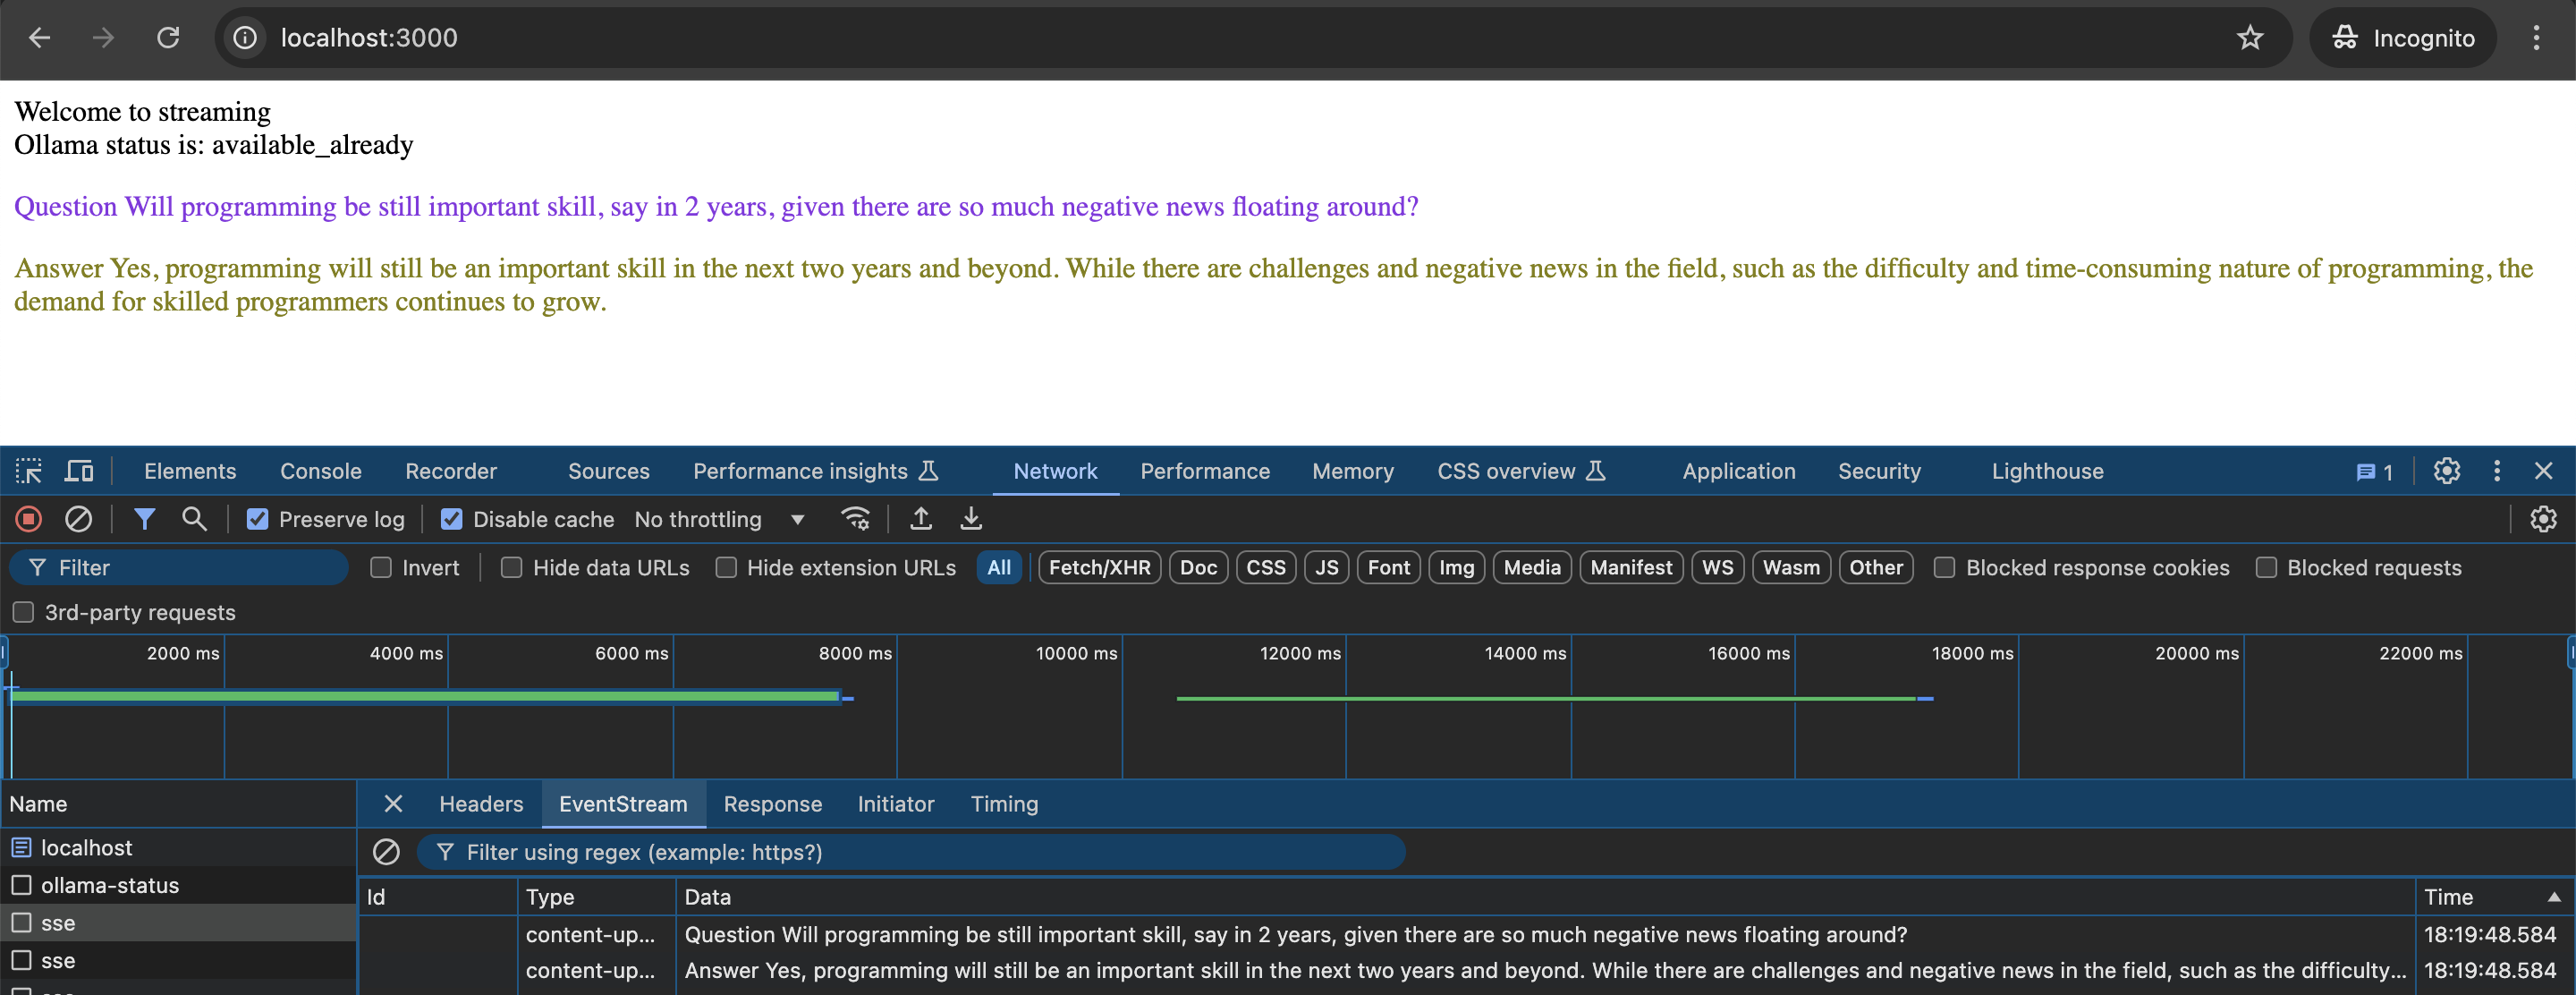 localhost:3000
Incognito
Welcome to streaming
Ollama status is: available_already
Question Will programming be still important skill, say in 2 years, given there are so much negative news floating around?
Answer Yes, programming will still be an important skill in the next two years and beyond. While there are challenges and negative news in the field, such as the difficulty and time-consuming nature of programming, the
demand for skilled programmers continues to grow.
Elements Console Recorder Sources Performance insights Network Performance Memory CSS overview Application Security Lighthouse 1
Preserve log Disable cache No throttling
Filter Invert Hide data URLs Hide extension URLs All Fetch/XHR Doc CSS JS Font Img Media Manifest WS Wasm Other Blocked response cookies Blocked requests
3rd-party requests
2000 ms 4000 ms 6000 ms 8000 ms 10000 ms 12000 ms 14000 ms 16000 ms 18000 ms 20000 ms 22000 ms
Name Headers EventStream Response Initiator Timing
localhost
Filter using regex (example: https?)
ollama-status
Id Type Data Time
sse
content-up... Question Will programming be still important skill, say in 2 years, given there are so much negative news floating around? 18:19:48.584
sse
content-up... Answer Yes, programming will still be an important skill in the next two years and beyond. While there are challenges and negative news in the field, such as the difficulty... 18:19:48.584